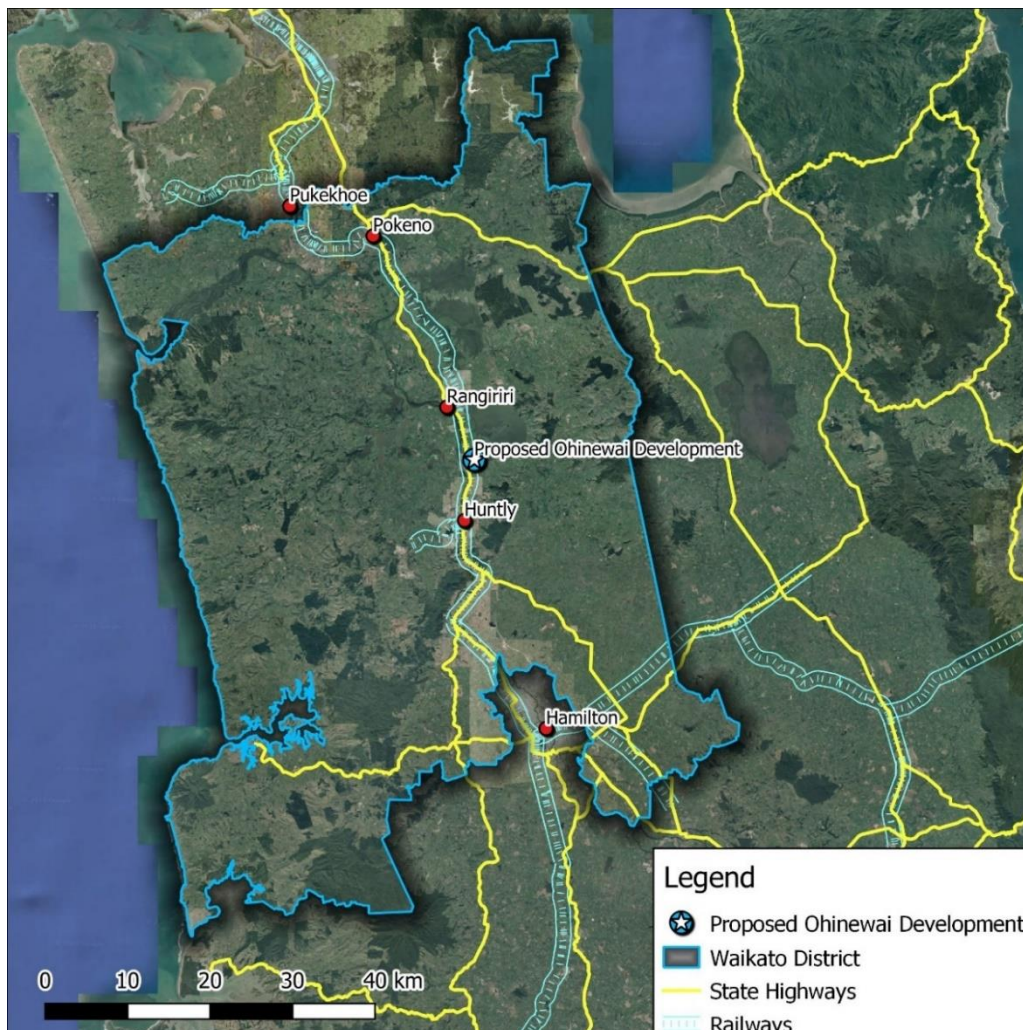 Pukekhoe
Pokeno
Rangiriri
Proposed Ohinewai Development
Huntly
Hamilton
Legend
Proposed Ohinewai Development
Waikato District
State Highways
Railways
0 10 20 30 40 km